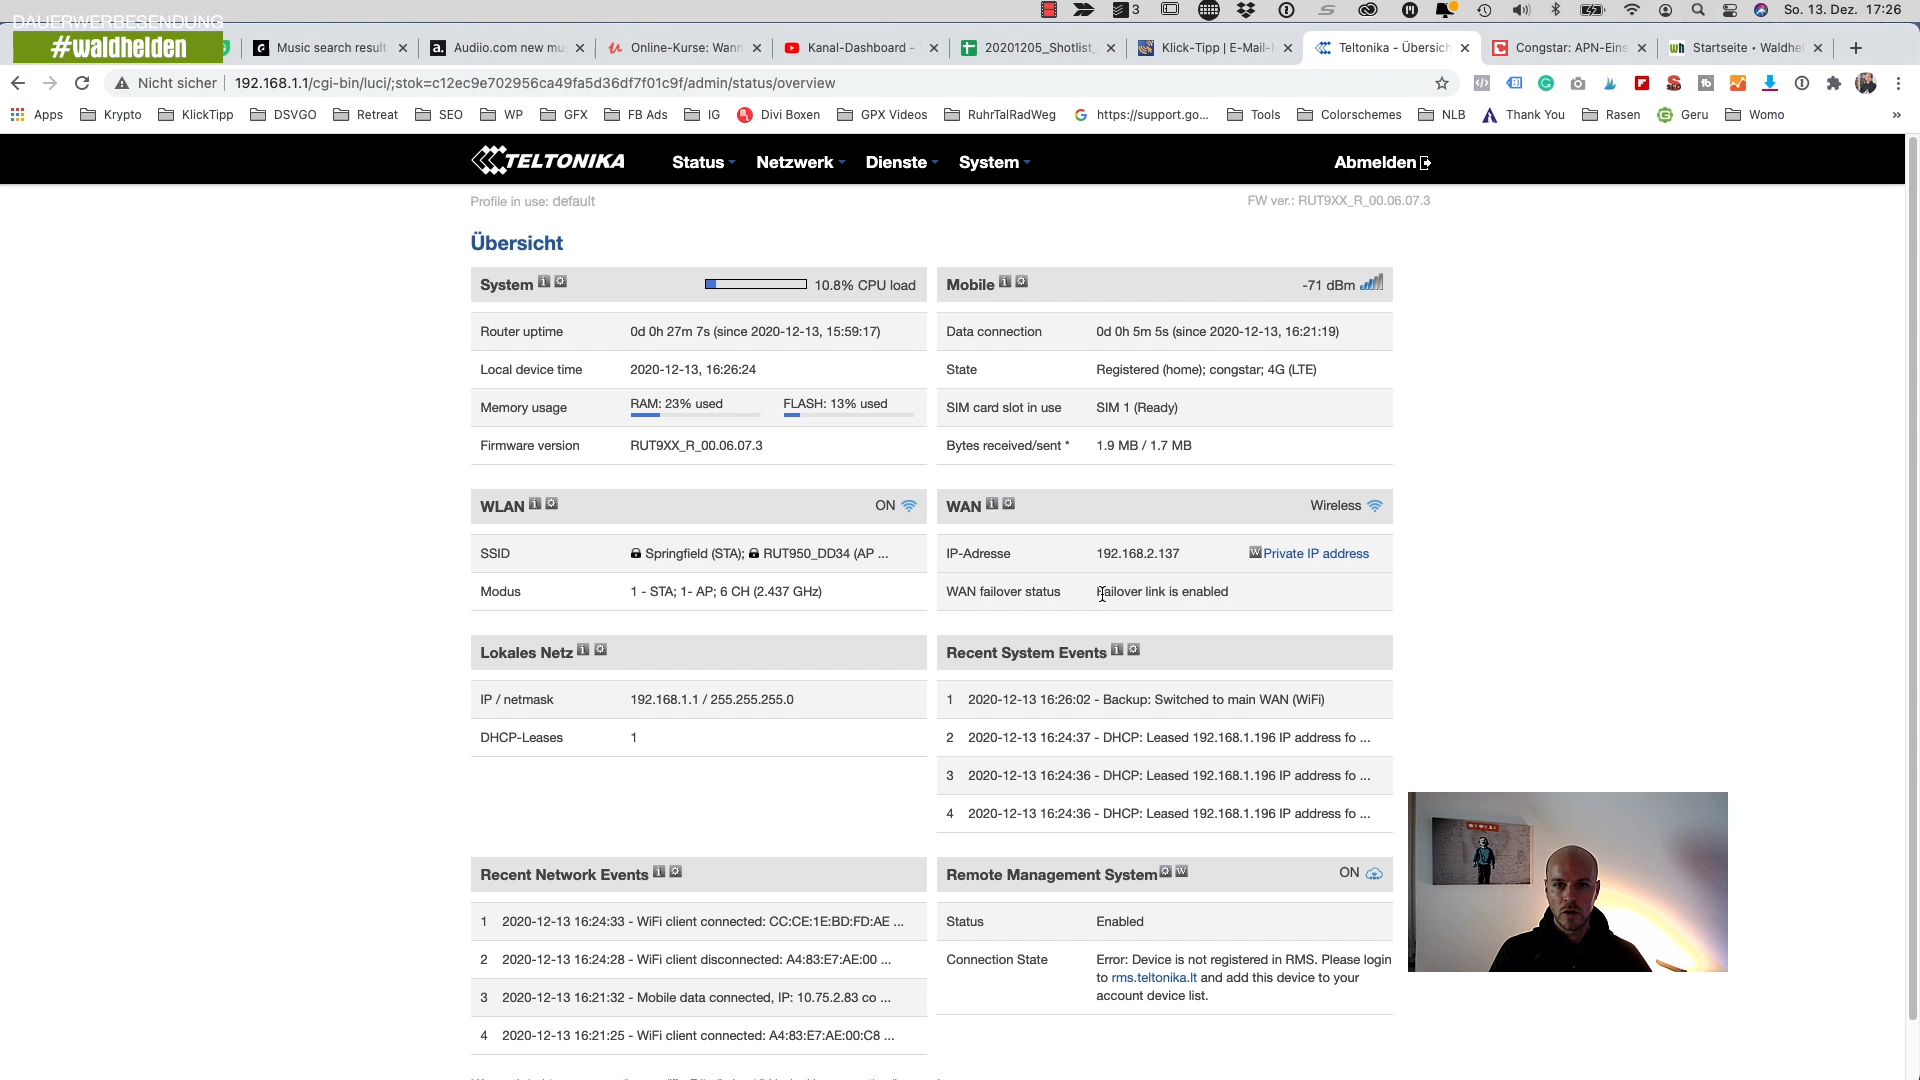 DAUERWERBESENDUNG
#waldhelden
3
So. 13. Dez. 17:26
Music search result
Audiio.com new mu
Online-Kurse: Wann
Kanal-Dashboard -
20201205_Shotlist_
Klick-Tipp | E-Mail-
Teltonika - Übersich
Congstar: APN-Eins
Startseite • Waldhel
Nicht sicher
192.168.1.1/cgi-bin/luci/;stok=c12ec9e702956ca49fa5d36df7f01c9f/admin/status/overview
Apps
Krypto
KlickTipp
DSVGO
Retreat
SEO
WP
GFX
FB Ads
IG
Divi Boxen
GPX Videos
RuhrTalRadWeg
https://support.go...
Tools
Colorschemes
NLB
Thank You
Rasen
Geru
Womo
»
TELTONIKA
Status
Netzwerk
Dienste
System
Abmelden
Profile in use: default
FW ver.: RUT9XX_R_00.06.07.3
Übersicht
System
10.8% CPU load
Router uptime
0d 0h 27m 7s (since 2020-12-13, 15:59:17)
Local device time
2020-12-13, 16:26:24
Memory usage
RAM: 23% used
FLASH: 13% used
Firmware version
RUT9XX_R_00.06.07.3
Mobile
-71 dBm
Data connection
0d 0h 5m 5s (since 2020-12-13, 16:21:19)
State
Registered (home); congstar; 4G (LTE)
SIM card slot in use
SIM 1 (Ready)
Bytes received/sent *
1.9 MB / 1.7 MB
WLAN
ON
SSID
Springfield (STA); RUT950_DD34 (AP ...
Modus
1 - STA; 1- AP; 6 CH (2.437 GHz)
WAN
Wireless
IP-Adresse
192.168.2.137
Private IP address
WAN failover status
Failover link is enabled
Lokales Netz
IP / netmask
192.168.1.1 / 255.255.255.0
DHCP-Leases
1
Recent System Events
1 2020-12-13 16:26:02 - Backup: Switched to main WAN (WiFi)
2 2020-12-13 16:24:37 - DHCP: Leased 192.168.1.196 IP address fo ...
3 2020-12-13 16:24:36 - DHCP: Leased 192.168.1.196 IP address fo ...
4 2020-12-13 16:24:36 - DHCP: Leased 192.168.1.196 IP address fo ...
Recent Network Events
1 2020-12-13 16:24:33 - WiFi client connected: CC:CE:1E:BD:FD:AE ...
2 2020-12-13 16:24:28 - WiFi client disconnected: A4:83:E7:AE:00 ...
3 2020-12-13 16:21:32 - Mobile data connected, IP: 10.75.2.83 co ...
4 2020-12-13 16:21:25 - WiFi client connected: A4:83:E7:AE:00:C8 ...
Remote Management System
ON
Status
Enabled
Connection State
Error: Device is not registered in RMS. Please login
to rms.teltonika.lt and add this device to your
account device list.